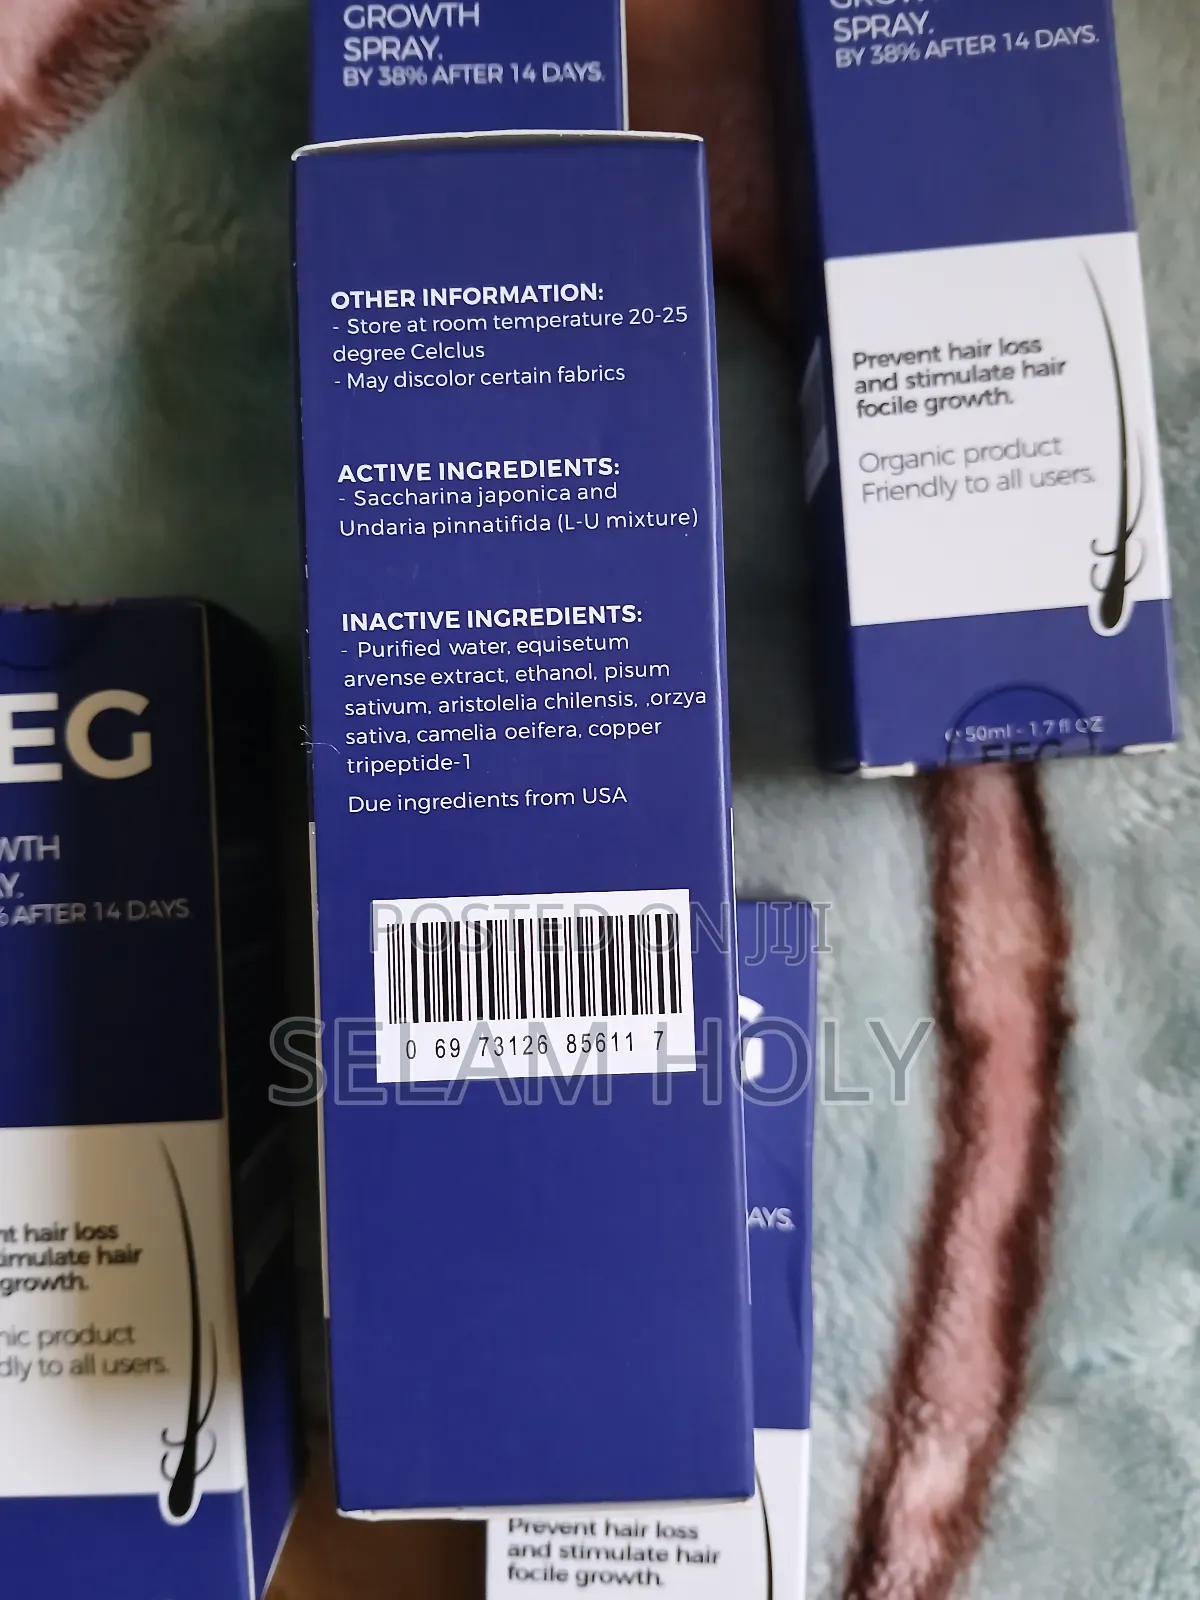 GROWTH
SPRAY.
BY 38% AFTER 14 DAYS.
SPRAY.
BY 38% AFTER 14 DAYS.
OTHER INFORMATION:
- Store at room temperature 20-25
degree Celclus
- May discolor certain fabrics
ACTIVE INGREDIENTS:
- Saccharina japonica and
Undaria pinnatifida (L-U mixture)
INACTIVE INGREDIENTS:
- Purified water, equisetum
arvense extract, ethanol, pisum
sativum, aristolelia chilensis, ,orzya
sativa, camelia oeifera, copper
tripeptide-1
Due ingredients from USA
0 69 73126 85611 7
POSTED ON JIJI
SELAM HOLY
Prevent hair loss
and stimulate hair
focile growth.
Organic product
Friendly to all users.
50ml - 1.7 fl OZ
EEG
EG
WTH
Y.
% AFTER 14 DAYS.
nt hair loss
imulate hair
growth.
nic product
dly to all users.
AYS.
Prevent hair loss
and stimulate hair
focile growth.